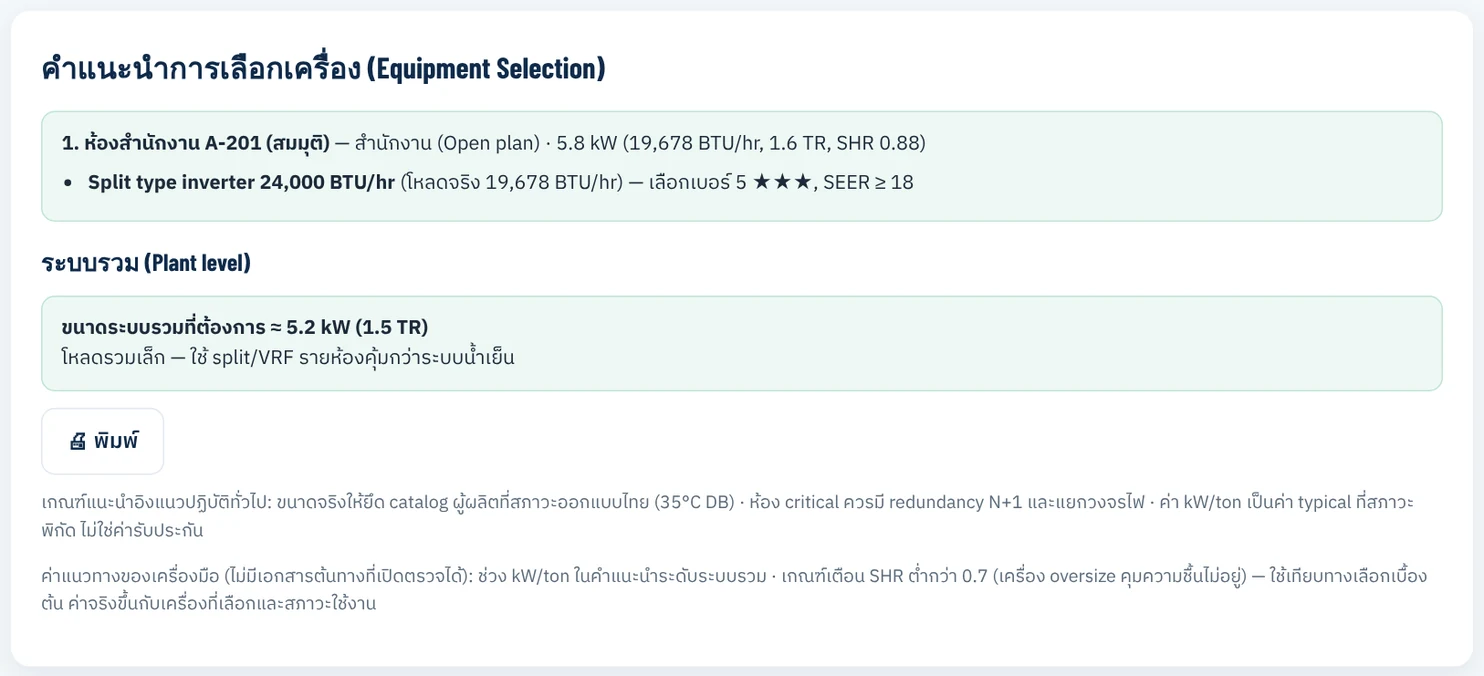 คำแนะนำการเลือกเครื่อง (Equipment Selection)
1. ห้องสำนักงาน A-201 (สมมุติ) — สำนักงาน (Open plan) · 5.8 kW (19,678 BTU/hr, 1.6 TR, SHR 0.88)
• Split type inverter 24,000 BTU/hr (โหลดจริง 19,678 BTU/hr) — เลือกเบอร์ 5 ★★★, SEER ≥ 18
ระบบรวม (Plant level)
ขนาดระบบรวมที่ต้องการ ≈ 5.2 kW (1.5 TR)
โหลดรวมเล็ก — ใช้ split/VRF รายห้องคุ้มกว่าระบบน้ำเย็น
🖨 พิมพ์
เกณฑ์แนะนำอิงแนวปฏิบัติทั่วไป: ขนาดจริงให้ยึด catalog ผู้ผลิตที่สภาวะออกแบบไทย (35°C DB) · ห้อง critical ควรมี redundancy N+1 และแยกวงจรไฟ · ค่า kW/ton เป็นค่า typical ที่สภาวะ
พิกัด ไม่ใช่ค่ารับประกัน
ค่าแนวทางของเครื่องมือ (ไม่มีเอกสารต้นทางที่เปิดตรวจได้): ช่วง kW/ton ในคำแนะนำระดับระบบรวม · เกณฑ์เตือน SHR ต่ำกว่า 0.7 (เครื่อง oversize คุมความชื้นไม่อยู่) — ใช้เทียบทางเลือกเบื้อง
ต้น ค่าจริงขึ้นกับเครื่องที่เลือกและสภาวะใช้งาน